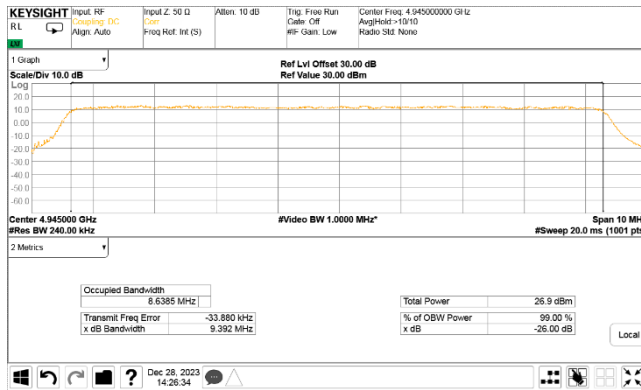 KEYSIGHT Input: RF Input Z: 50 Ω Atten: 10 dB Trig: Free Run Center Freq: 4.945000000 GHz
RL Coupling: DC Corr Gate: Off Avg|Hold:>10/10
Align: Auto Freq Ref: Int (S) #IF Gain: Low Radio Std: None
LXI
1 Graph
Ref Lvl Offset 30.00 dB
Scale/Div 10.0 dB Ref Value 30.00 dBm
Log
20.0
10.0
0.00
-10.0
-20.0
-30.0
-40.0
-50.0
-60.0
Center 4.945000 GHz #Video BW 1.0000 MHz* Span 10 MH
#Res BW 240.00 kHz #Sweep 20.0 ms (1001 pts
2 Metrics
Occupied Bandwidth
8.6385 MHz Total Power 26.9 dBm
Transmit Freq Error -33.880 kHz % of OBW Power 99.00 %
x dB Bandwidth 9.392 MHz x dB -26.00 dB
Local
? Dec 28, 2023
14:26:34